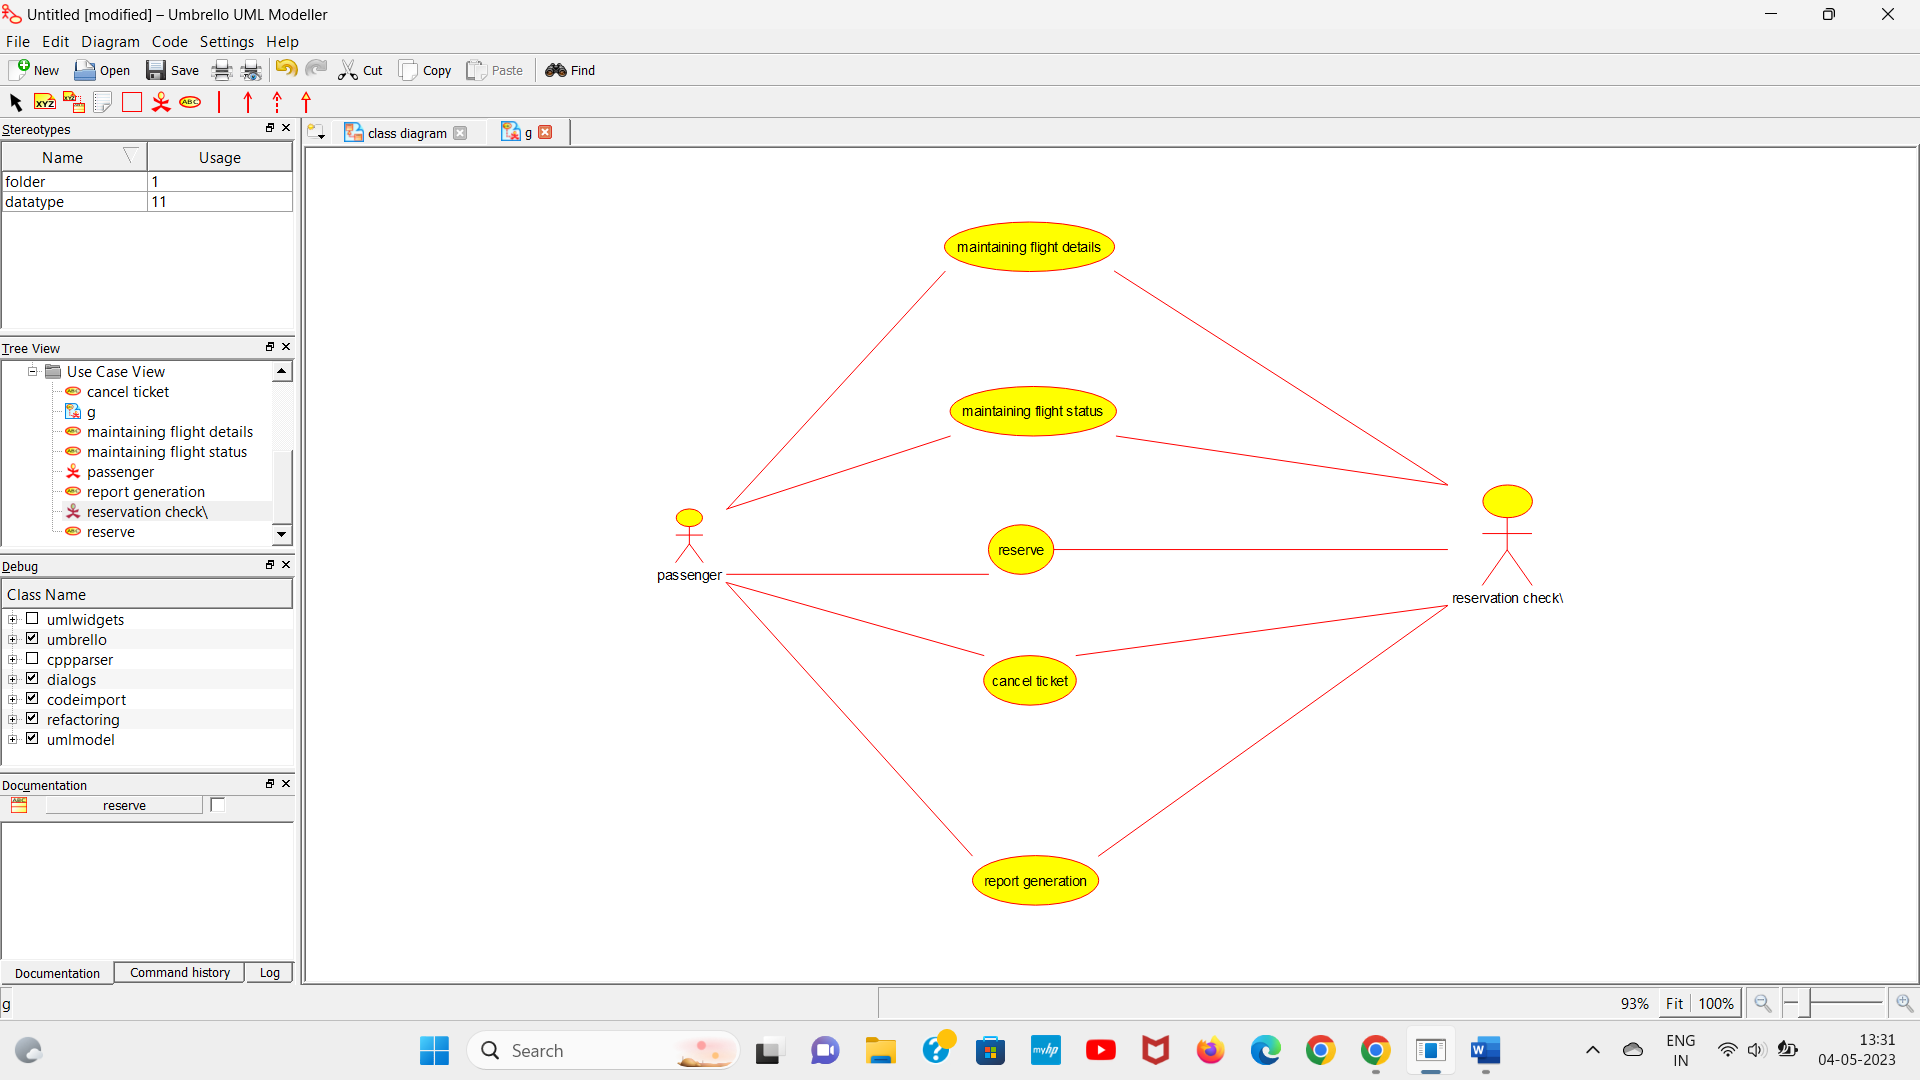 Untitled [modified] – Umbrello UML Modeller
File Edit Diagram Code Settings Help
New Open Save Cut Copy Paste Find
XYZ XYZ ABC
Stereotypes
class diagram g
Name Usage
folder 1
datatype 11
Tree View
Use Case View
cancel ticket
g
maintaining flight details
maintaining flight status
passenger
report generation
reservation check\
reserve
Debug
Class Name
umlwidgets
umbrello
cppparser
dialogs
codeimport
refactoring
umlmodel
Documentation
reserve
Documentation Command history Log
maintaining flight details
maintaining flight status
reserve
passenger
reservation check\
cancel ticket
report generation
g
93% Fit 100%
Search
myhp
ENG
IN
13:31
04-05-2023